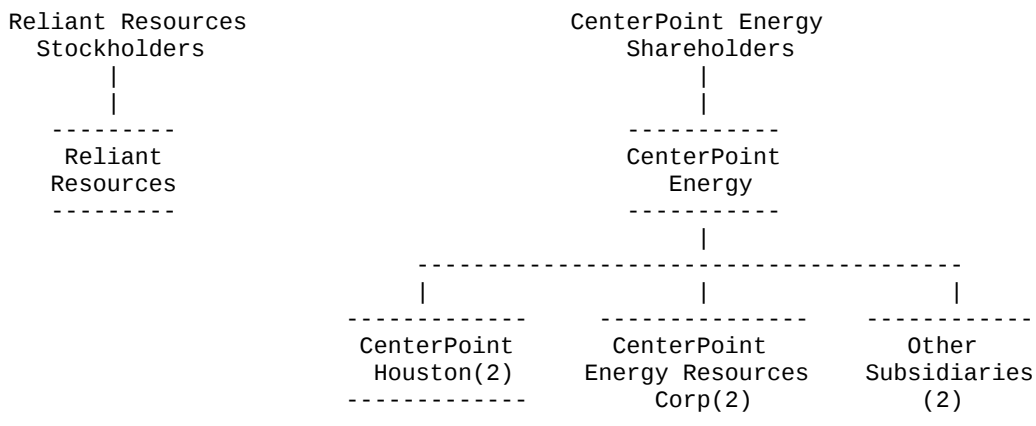 Reliant Resources CenterPoint Energy
Stockholders Shareholders
Reliant CenterPoint
Resources Energy
CenterPoint CenterPoint Other
Houston(2) Energy Resources Subsidiaries
Corp(2) (2)